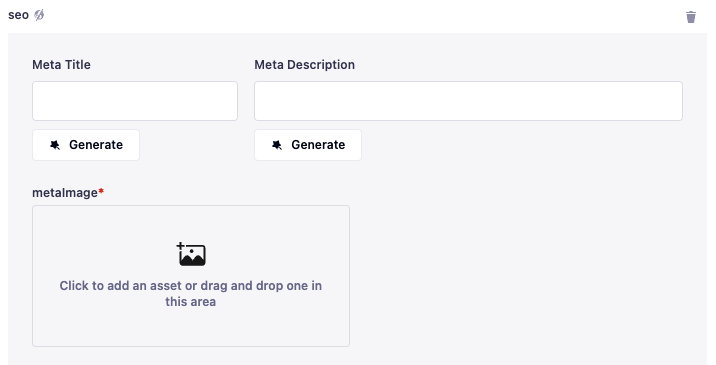 seo
Meta Title
Meta Description
Generate
Generate
metaImage*
Click to add an asset or drag and drop one in
this area